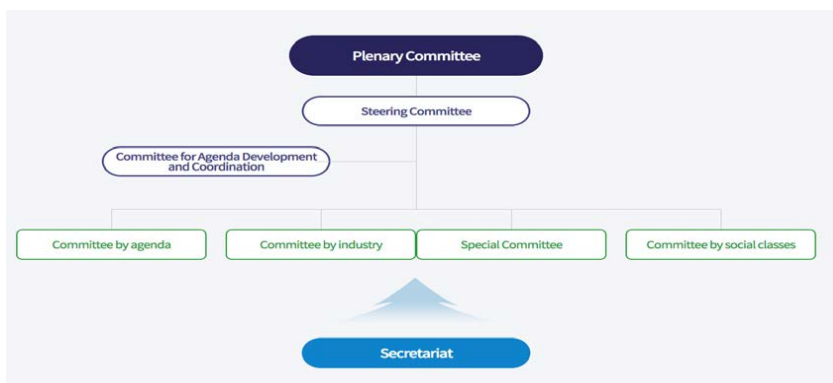 Plenary Committee
Steering Committee
Committee for Agenda Development
and Coordination
Committee by agenda
Committee by industry
Special Committee
Committee by social classes
Secretariat